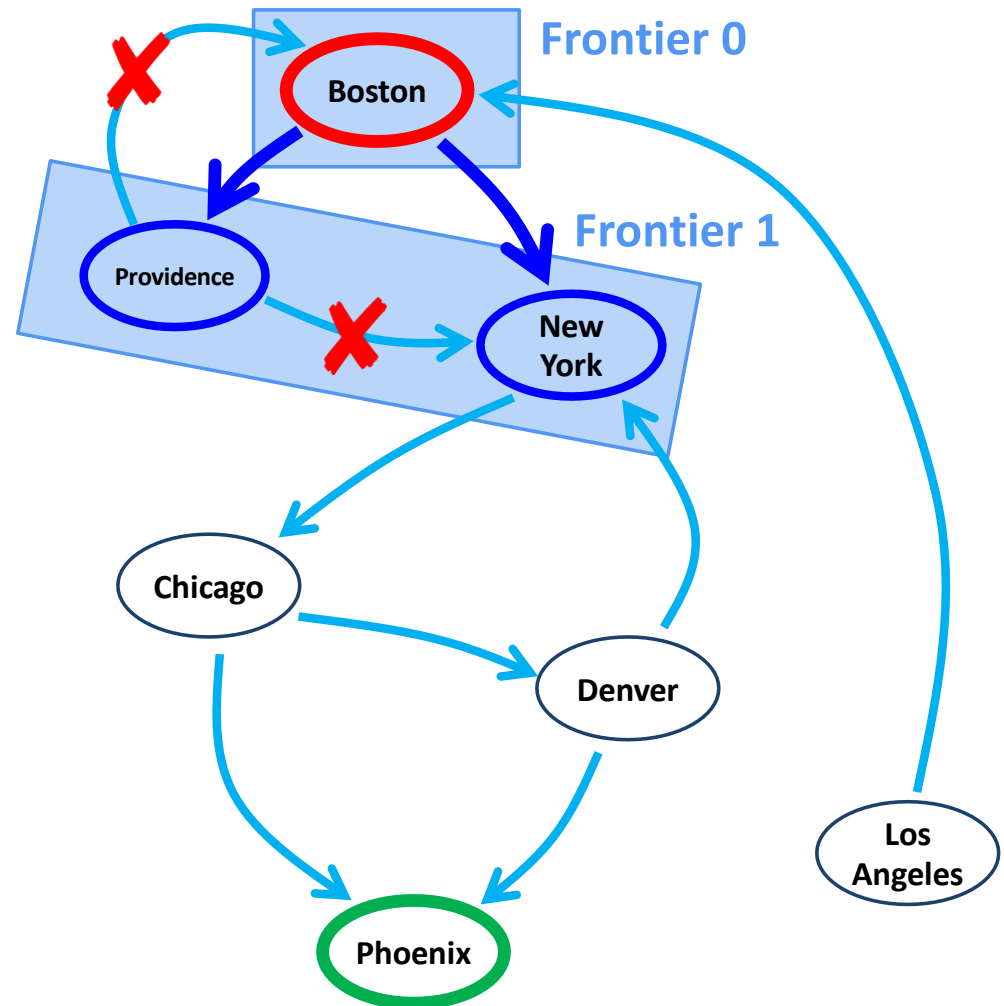 Frontier 0
Boston
Frontier 1
Providence
New
York
Chicago
Denver
Los
Angeles
Phoenix